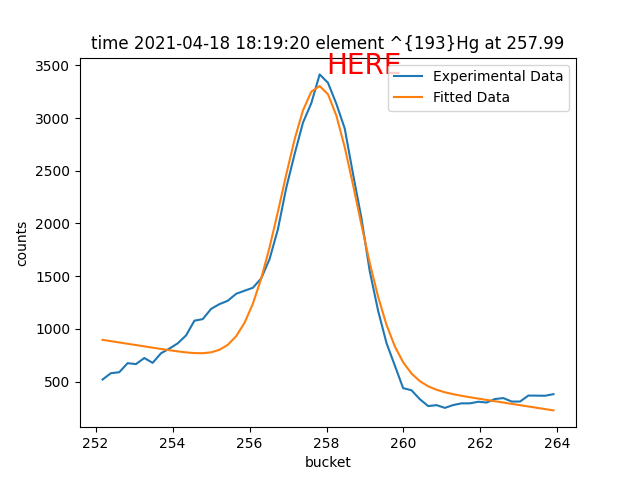 time 2021-04-18 18:19:20 element ^{193}Hg at 257.99
HERE
Experimental Data
Fitted Data
3500
3000
2500
2000
1500
1000
500
counts
252 254 256 258 260 262 264
bucket